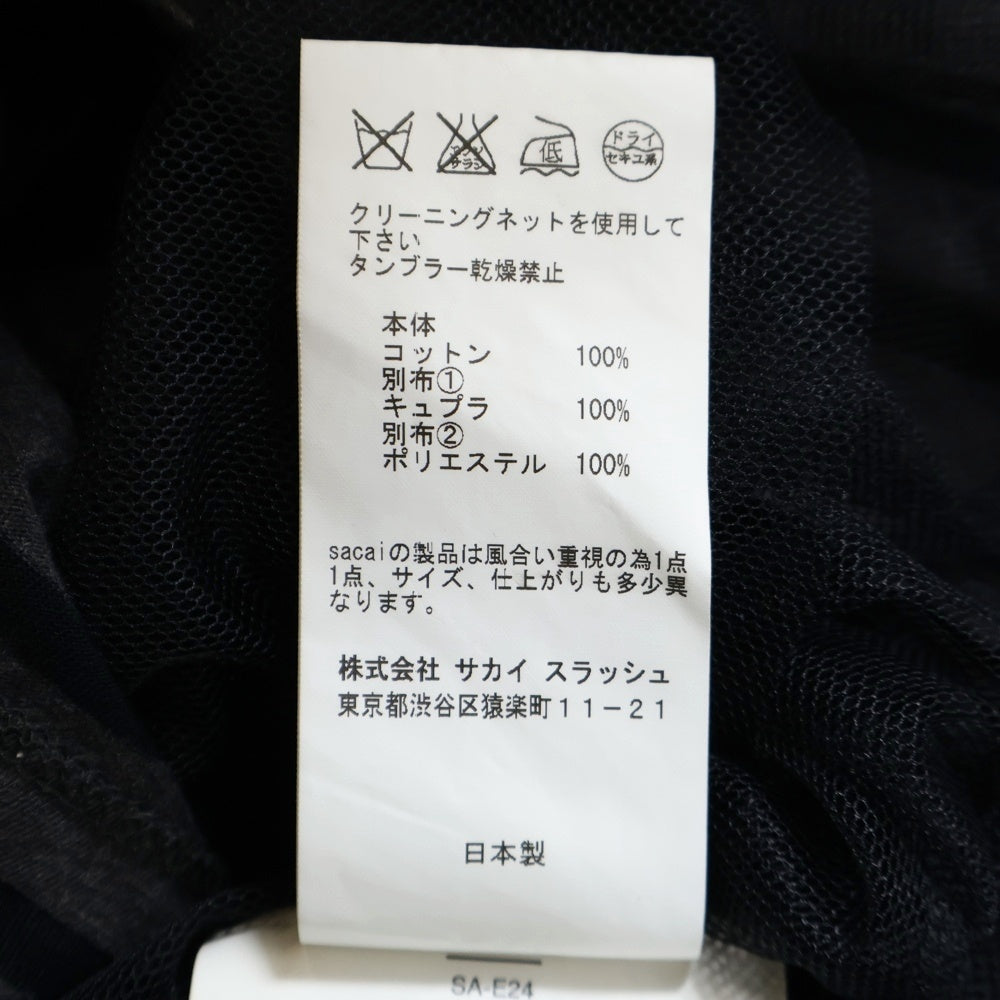 低
ドライ
セキユ系
クリーニングネットを使用して
下さい
タンブラー乾燥禁止
本体
コットン 100%
別布①
キュプラ 100%
別布②
ポリエステル 100%
sacaiの製品は風合い重視の為1点
1点、サイズ、仕上がりも多少異
なります。
株式会社 サカイ スラッシュ
東京都渋谷区猿楽町11-21
日本製
SA-E24